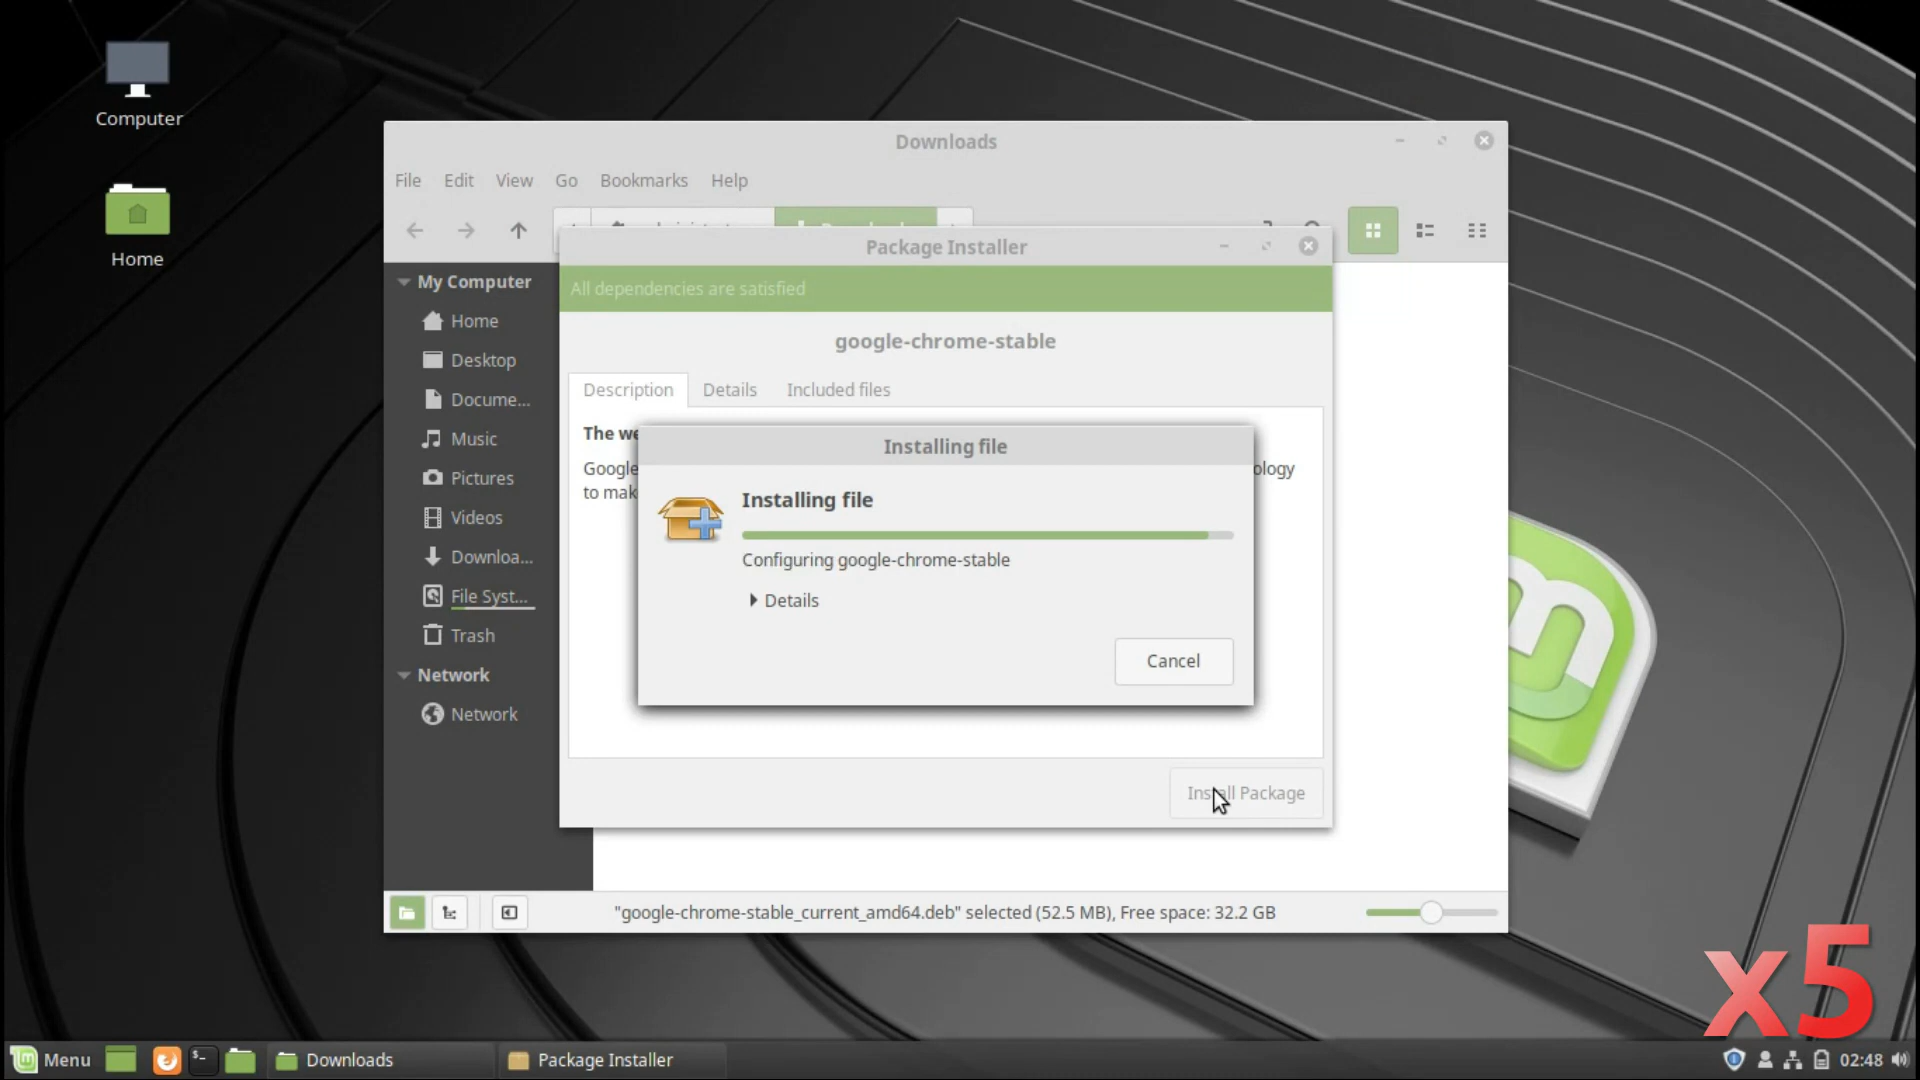 Computer
Home
Downloads
File Edit View Go Bookmarks Help
Package Installer
All dependencies are satisfied
google-chrome-stable
Description Details Included files
The we
Google
ology
to mak
My Computer
Home
Desktop
Docume...
Music
Pictures
Videos
Downloa...
File Syst...
Trash
Network
Network
Installing file
Installing file
Configuring google-chrome-stable
Details
Cancel
Install Package
"google-chrome-stable_current_amd64.deb" selected (52.5 MB), Free space: 32.2 GB
x5
Menu
Downloads
Package Installer
02:48